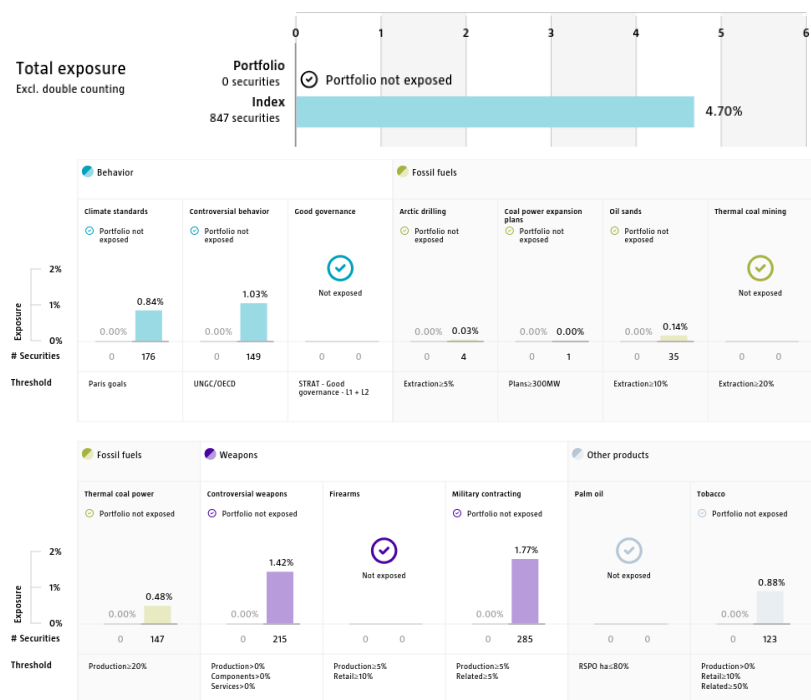 0 1 2 3 4 5 6
Total exposure
Excl. double counting
Portfolio
0 securities
Portfolio not exposed
Index
847 securities
4.70%
Behavior
Fossil fuels
Climate standards
Portfolio not
exposed
Controversial behavior
Portfolio not
exposed
Good governance
Not exposed
Arctic drilling
Portfolio not
exposed
Coal power expansion
plans
Portfolio not
exposed
Oil sands
Portfolio not
exposed
Thermal coal mining
Not exposed
Exposure
2%
1%
0%
0.00% 0.84%
0.00% 1.03%
0.00% 0.03%
0.00% 0.00%
0.00% 0.14%
# Securities 0 176 0 149 0 0 0 4 0 1 0 35 0 0
Threshold
Paris goals
UNGC/OECD
STRAT - Good
governance - L1 + L2
Extraction≥5%
Plans≥300MW
Extraction≥10%
Extraction≥20%
Fossil fuels
Weapons
Other products
Thermal coal power
Portfolio not exposed
Controversial weapons
Portfolio not exposed
Firearms
Not exposed
Military contracting
Portfolio not exposed
Palm oil
Not exposed
Tobacco
Portfolio not exposed
Exposure
2%
1%
0%
0.00% 0.48%
0.00% 1.42%
0.00% 1.77%
0.00% 0.88%
# Securities 0 147 0 215 0 0 0 285 0 0 0 123
Threshold
Production≥20%
Production>0%
Components>0%
Services>0%
Production≥5%
Retail≥10%
Production≥5%
Related≥5%
RSPO ha≤80%
Production>0%
Retail≥10%
Related≥50%